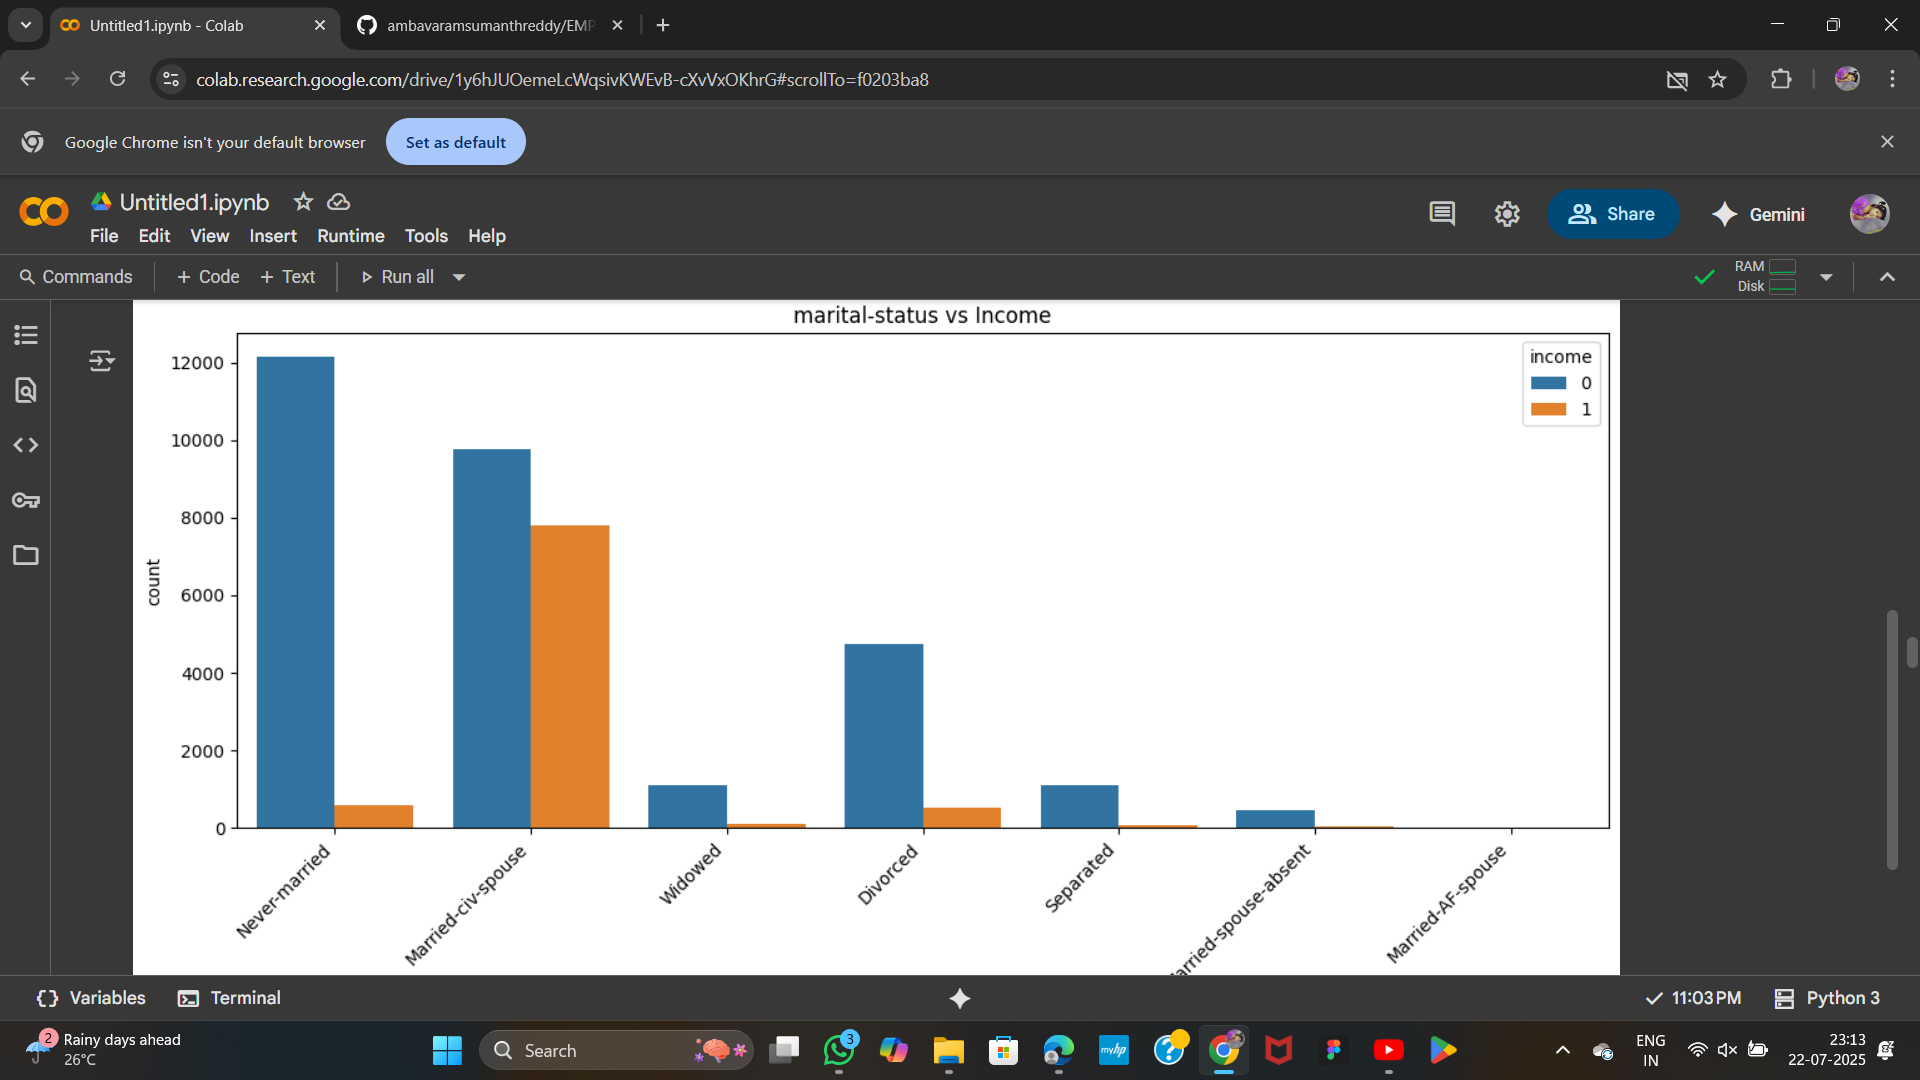 Untitled1.ipynb - Colab
ambavaramsumanthreddy/EMP
colab.research.google.com/drive/1y6hJUOemeLcWqsivKWEvB-cXvVxOKhrG#scrollTo=f0203ba8
Google Chrome isn't your default browser
Set as default
Untitled1.ipynb
File Edit View Insert Runtime Tools Help
Share
Gemini
Commands + Code + Text Run all
RAM
Disk
marital-status vs Income
income
0
1
12000
10000
8000
6000
4000
2000
0
count
Never-married
Married-civ-spouse
Widowed
Divorced
Separated
arried-spouse-absent
Married-AF-spouse
Variables Terminal
11:03 PM Python 3
2
Rainy days ahead
26°C
Search
3
myhp
ENG
IN
23:13
22-07-2025